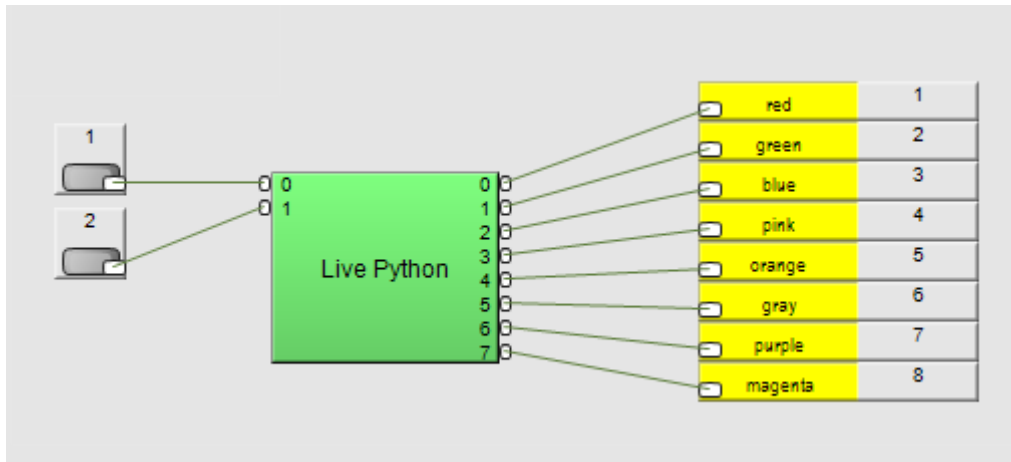 1
2
0
1
Live Python
0
1
2
3
4
5
6
7
red 1
green 2
blue 3
pink 4
orange 5
gray 6
purple 7
magenta 8